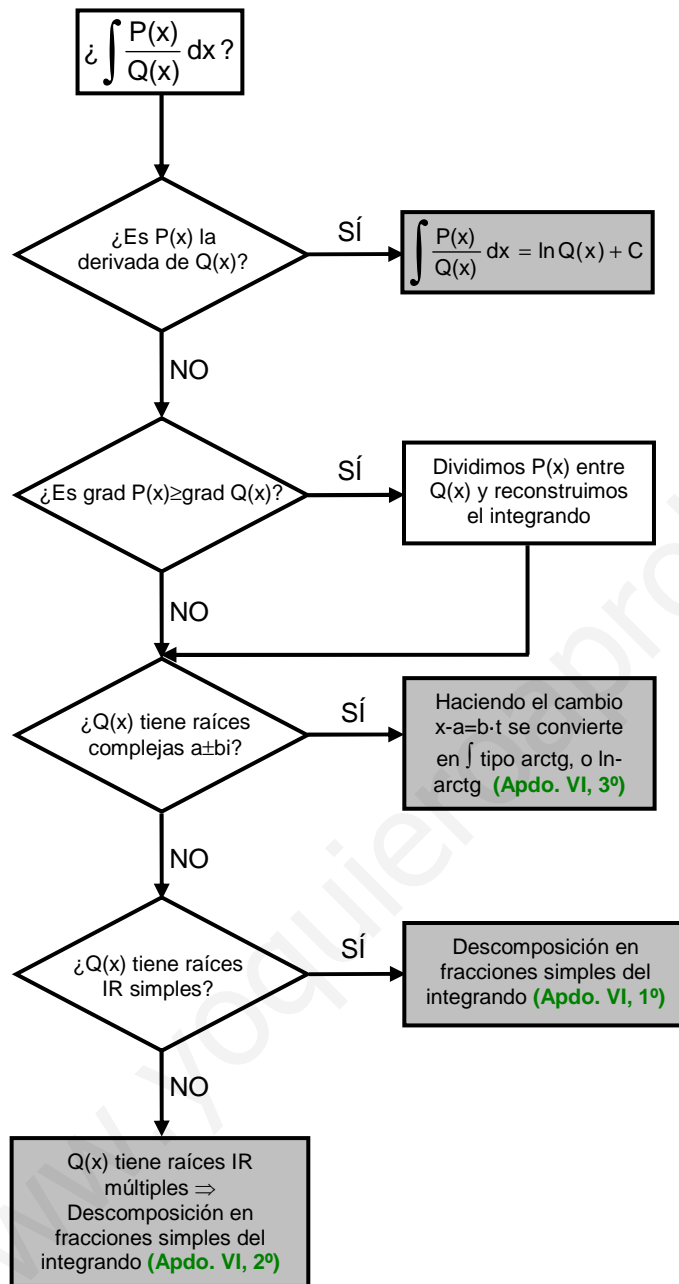 ¿ ∫ P(x)/Q(x) dx ?
¿Es P(x) la
derivada de Q(x)?
SÍ
∫ P(x)/Q(x) dx = ln Q(x) + C
NO
¿Es grad P(x)≥grad Q(x)?
SÍ
Dividimos P(x) entre
Q(x) y reconstruimos
el integrando
NO
¿Q(x) tiene raíces
complejas a±bi?
SÍ
Haciendo el cambio
x-a=b·t se convierte
en ∫ tipo arctg, o ln-
arctg (Apdo. VI, 3º)
NO
¿Q(x) tiene raíces
IR simples?
SÍ
Descomposición en
fracciones simples del
integrando (Apdo. VI, 1º)
NO
Q(x) tiene raíces IR
múltiples ⇒
Descomposición en
fracciones simples del
integrando (Apdo. VI, 2º)
www.yoquieroapro